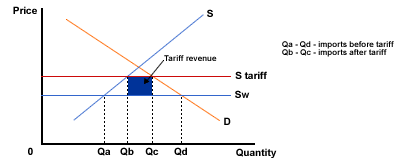 Price
S
Tariff revenue
Qa - Qd - imports before tariff
Qb - Qc - imports after tariff
S tariff
Sw
D
0
Qa
Qb
Qc
Qd
Quantity